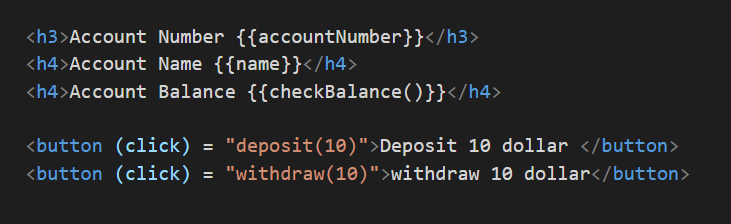 <h3>Account Number {{accountNumber}}</h3>
<h4>Account Name {{name}}</h4>
<h4>Account Balance {{checkBalance()}}</h4>
<button (click) = "deposit(10)">Deposit 10 dollar </button>
<button (click) = "withdraw(10)">withdraw 10 dollar</button>